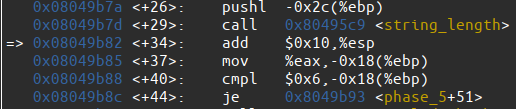 0x08049b7a <+26>: pushl -0x2c(%ebp)
0x08049b7d <+29>: call 0x80495c9 <string_length>
=> 0x08049b82 <+34>: add $0x10,%esp
0x08049b85 <+37>: mov %eax,-0x18(%ebp)
0x08049b88 <+40>: cmpl $0x6,-0x18(%ebp)
0x08049b8c <+44>: je 0x8049b93 <phase_5+51>